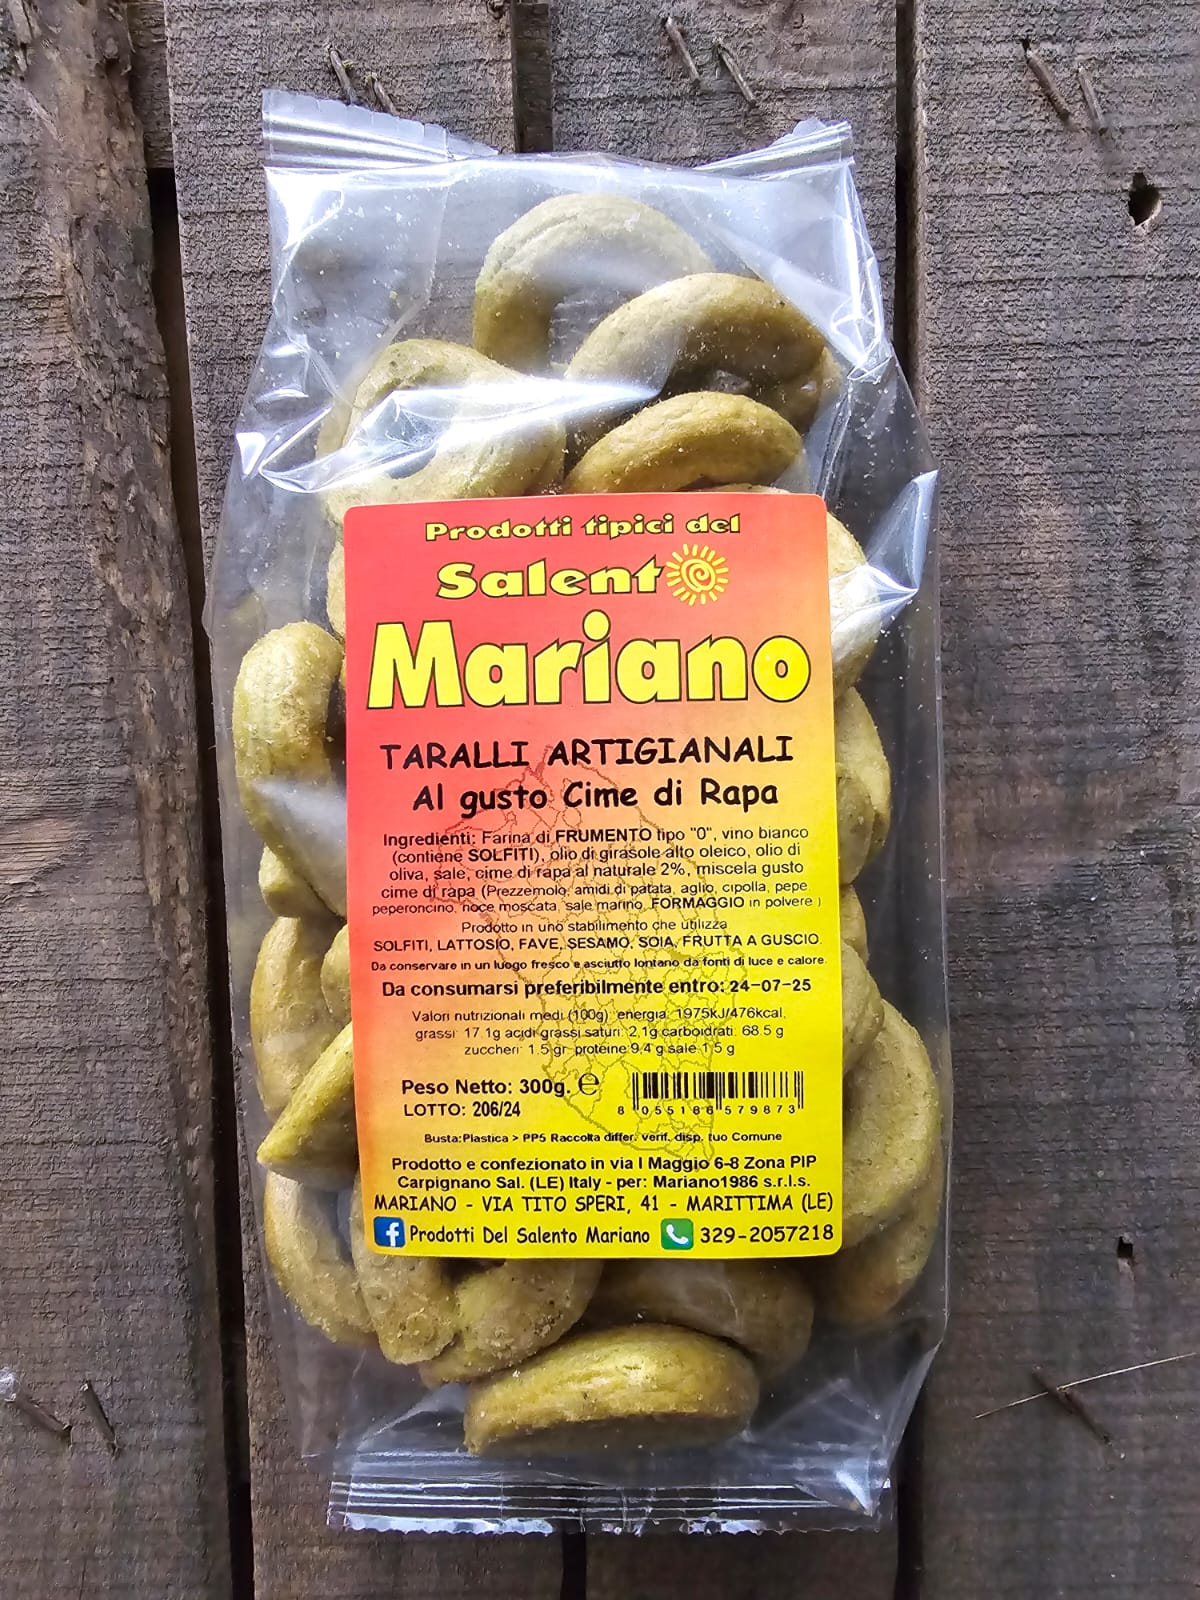 Prodotti tipici del
Salento
Mariano
TARALLI ARTIGIANALI
Al gusto Cime di Rapa
Ingredienti: Farina di FRUMENTO tipo "0", vino bianco
(contiene SOLFITI), olio di girasole alto oleico, olio di
oliva, sale, cime di rapa al naturale 2%, miscela gusto
cime di rapa (Prezzemolo, amidi di patata, aglio, cipolla, pepe
peperoncino, noce moscata, sale marino, FORMAGGIO in polvere )
Prodotto in uno stabilimento che utilizza
SOLFITI, LATTOSIO, FAVE, SESAMO, SOIA, FRUTTA A GUSCIO.
Da conservare in un luogo fresco e asciutto lontano da fonti di luce e calore.
Da consumarsi preferibilmente entro: 24-07-25
Valori nutrizionali medi (100g) energia: 1975kJ/476kcal,
grassi: 17.1g acidi grassi saturi: 2,1g carboidrati: 68.5 g
zuccheri: 1.5 gr proteine:9.4 g sale 1.5 g
Peso Netto: 300g. ℮
LOTTO: 206/24
8 055186 579873
Busta:Plastica > PP5 Raccolta differ. verif. disp. tuo Comune
Prodotto e confezionato in via I Maggio 6-8 Zona PIP
Carpignano Sal. (LE) Italy - per: Mariano1986 s.r.l.s.
MARIANO - VIA TITO SPERI, 41 - MARITTIMA (LE)
f Prodotti Del Salento Mariano 329-2057218